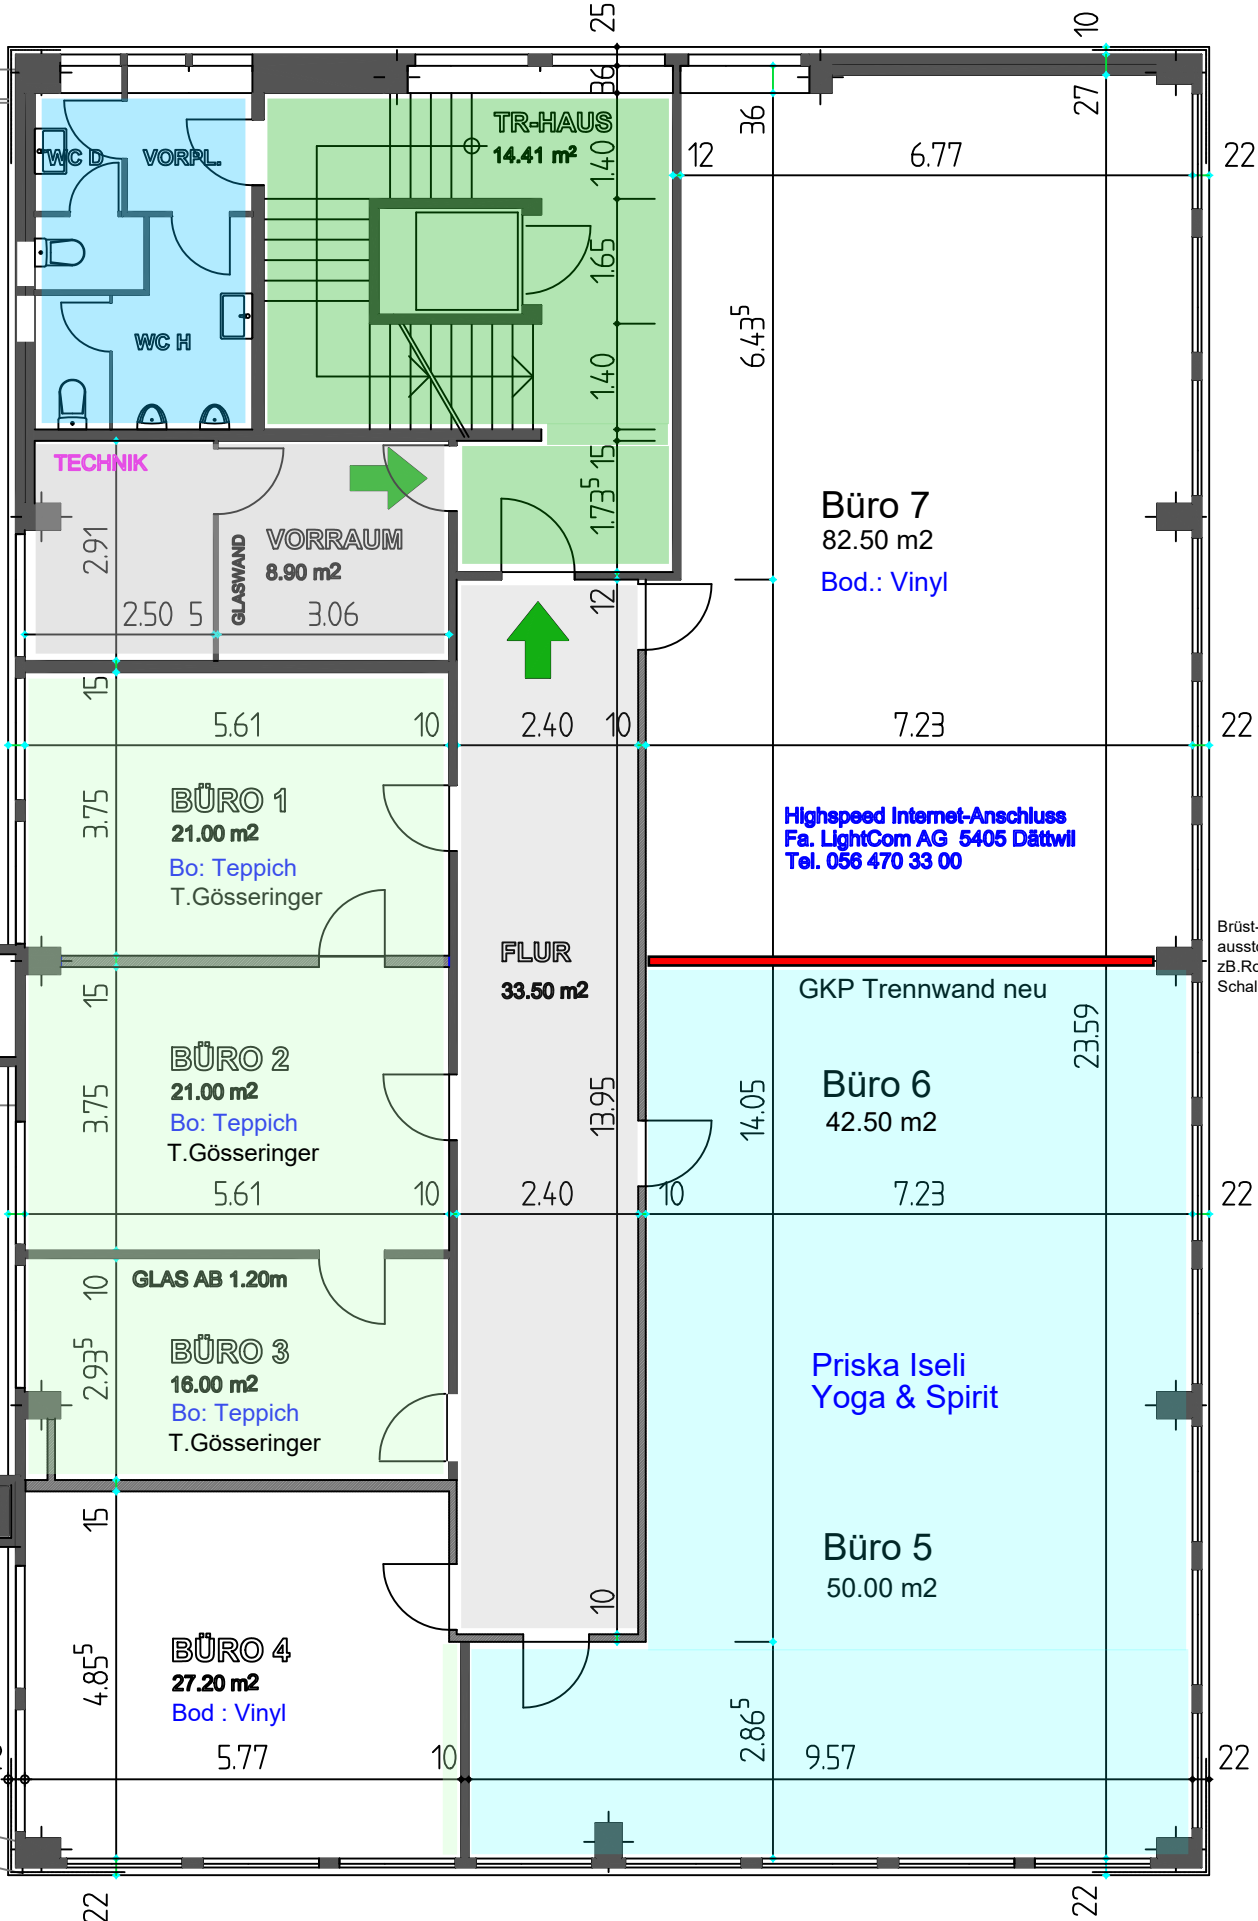 25
10
36
27
TR-HAUS
14.41 m²
1.40
36
12
6.77
22
WC D
VORPL.
1.65
6.43⁵
WC H
1.40
TECHNIK
15
1.73⁵
2.91
GLASWAND
VORRAUM
8.90 m2
Büro 7
82.50 m2
Bod.: Vinyl
2.50
5
3.06
12
15
5.61
10
2.40
10
7.23
22
3.75
BÜRO 1
21.00 m2
Bo: Teppich
T.Gösseringer
Highspeed Internet-Anschluss
Fa. LightCom AG 5405 Dättwil
Tel. 056 470 33 00
FLUR
33.50 m2
Brüst-
ausst
zB.Ro
Schal
GKP Trennwand neu
15
23.59
BÜRO 2
21.00 m2
Bo: Teppich
T.Gösseringer
3.75
13.95
14.05
Büro 6
42.50 m2
5.61
10
2.40
10
7.23
22
10
GLAS AB 1.20m
2.93⁵
BÜRO 3
16.00 m2
Bo: Teppich
T.Gösseringer
Priska Iseli
Yoga & Spirit
15
Büro 5
50.00 m2
10
4.85⁵
BÜRO 4
27.20 m2
Bod : Vinyl
2.86⁵
5.77
10
9.57
22
22
22